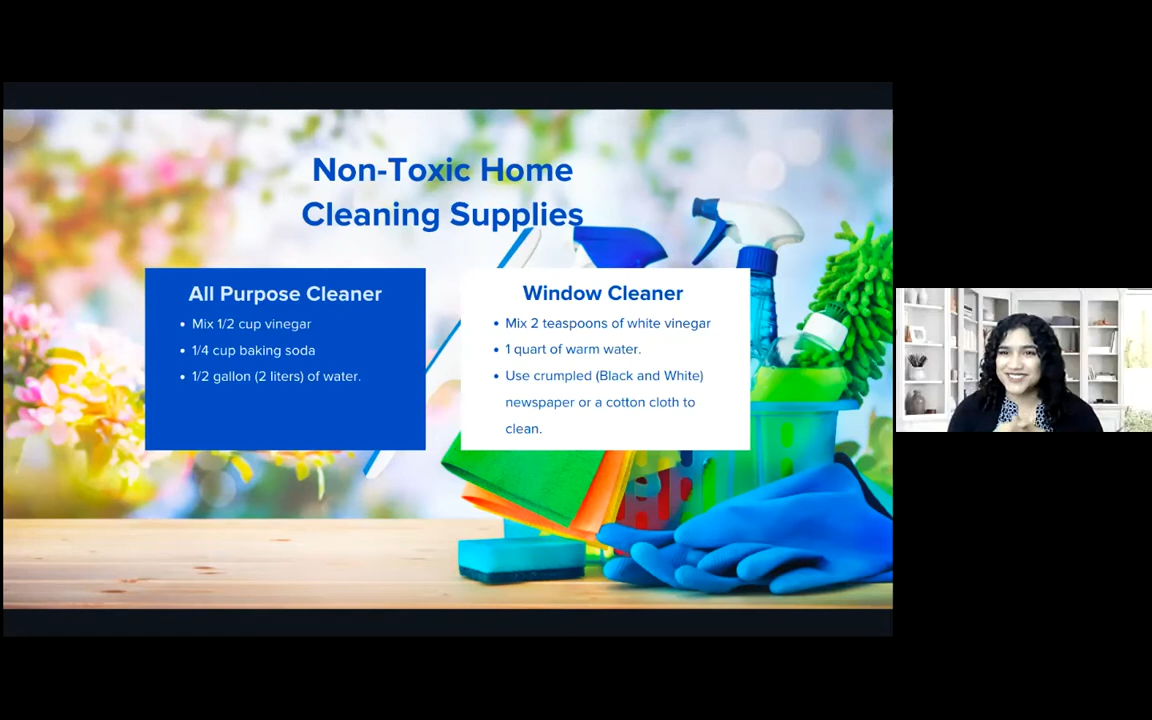 Non-Toxic Home
Cleaning Supplies
All Purpose Cleaner
• Mix 1/2 cup vinegar
• 1/4 cup baking soda
• 1/2 gallon (2 liters) of water.
Window Cleaner
• Mix 2 teaspoons of white vinegar
• 1 quart of warm water.
• Use crumpled (Black and White)
newspaper or a cotton cloth to
clean.